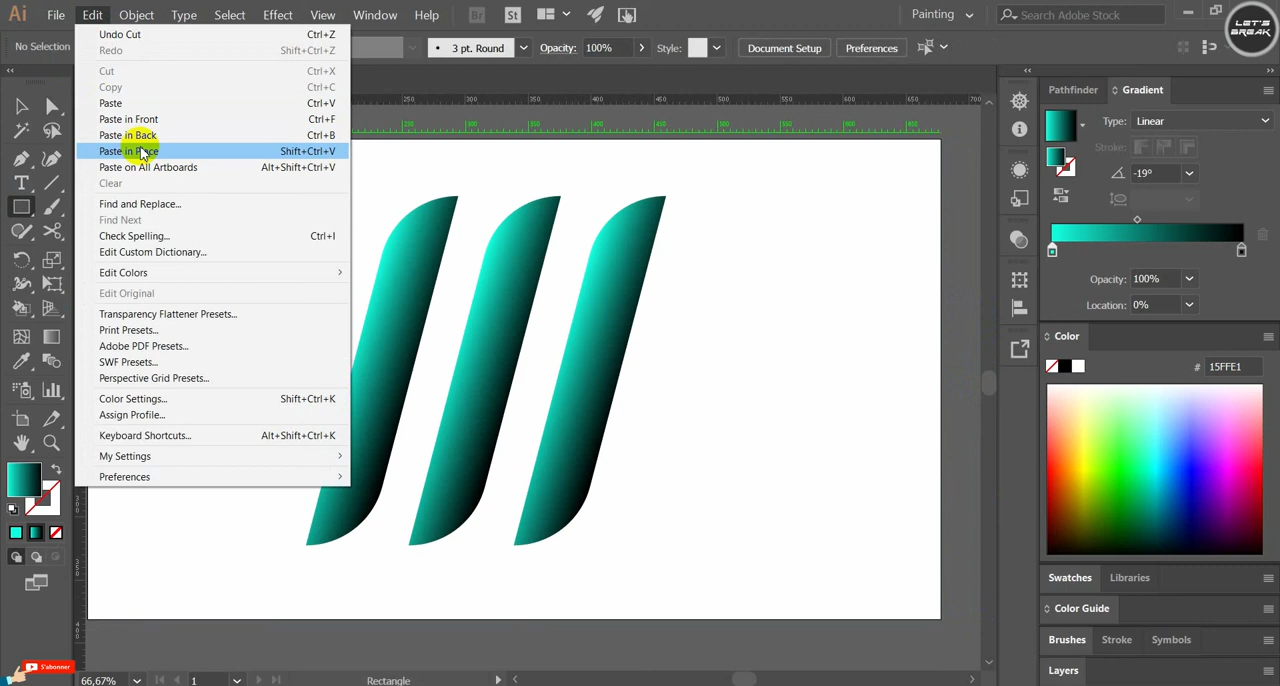 Ai File Edit Object Type Select Effect View Window Help Br St Painting Search Adobe Stock
LET'S
BREAK
No Selection 3 pt. Round Opacity: 100% Style: Document Setup Preferences
Undo Cut Ctrl+Z
Redo Shift+Ctrl+Z
Cut Ctrl+X
Copy Ctrl+C
Paste Ctrl+V
Paste in Front Ctrl+F
Paste in Back Ctrl+B
Paste in Place Shift+Ctrl+V
Paste on All Artboards Alt+Shift+Ctrl+V
Clear
Find and Replace...
Find Next
Check Spelling... Ctrl+I
Edit Custom Dictionary...
Edit Colors
Edit Original
Transparency Flattener Presets...
Print Presets...
Adobe PDF Presets...
SWF Presets...
Perspective Grid Presets...
Color Settings... Shift+Ctrl+K
Assign Profile...
Keyboard Shortcuts... Alt+Shift+Ctrl+K
My Settings
Preferences
250 300 350 400 450 500 550 600 650 700
Pathfinder Gradient
Type: Linear
Stroke:
-19°
Opacity: 100%
Location: 0%
Color
# 15FFE1
Swatches Libraries
Color Guide
Brushes Stroke Symbols
Layers
S'abonner
66,67% 1 Rectangle